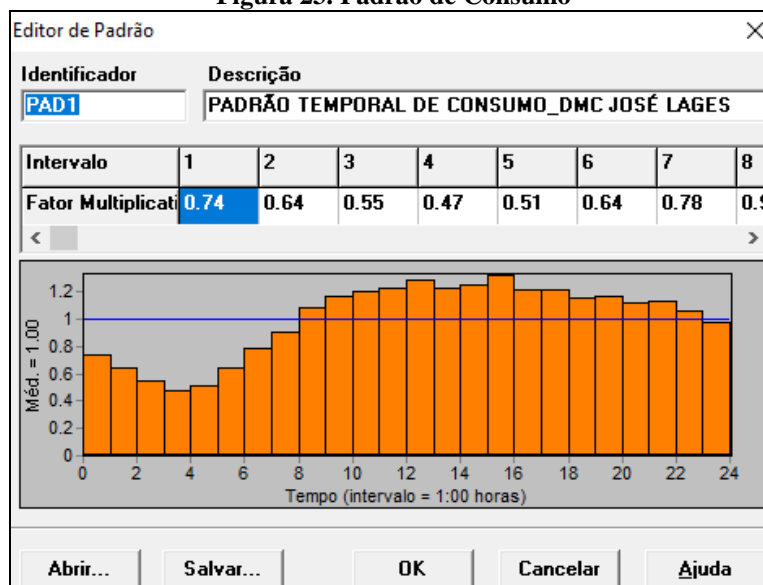 Figura 25. Padrão de Consumo
Editor de Padrão
Identificador Descrição
PAD1 PADRÃO TEMPORAL DE CONSUMO_DMC JOSÉ LAGES
Intervalo 1 2 3 4 5 6 7 8
Fator Multiplicati 0.74 0.64 0.55 0.47 0.51 0.64 0.78
Méd. = 1.00
1.2
1
0.8
0.6
0.4
0.2
0
0 2 4 6 8 10 12 14 16 18 20 22 24
Tempo (intervalo = 1:00 horas)
Abrir... Salvar... OK Cancelar Ajuda